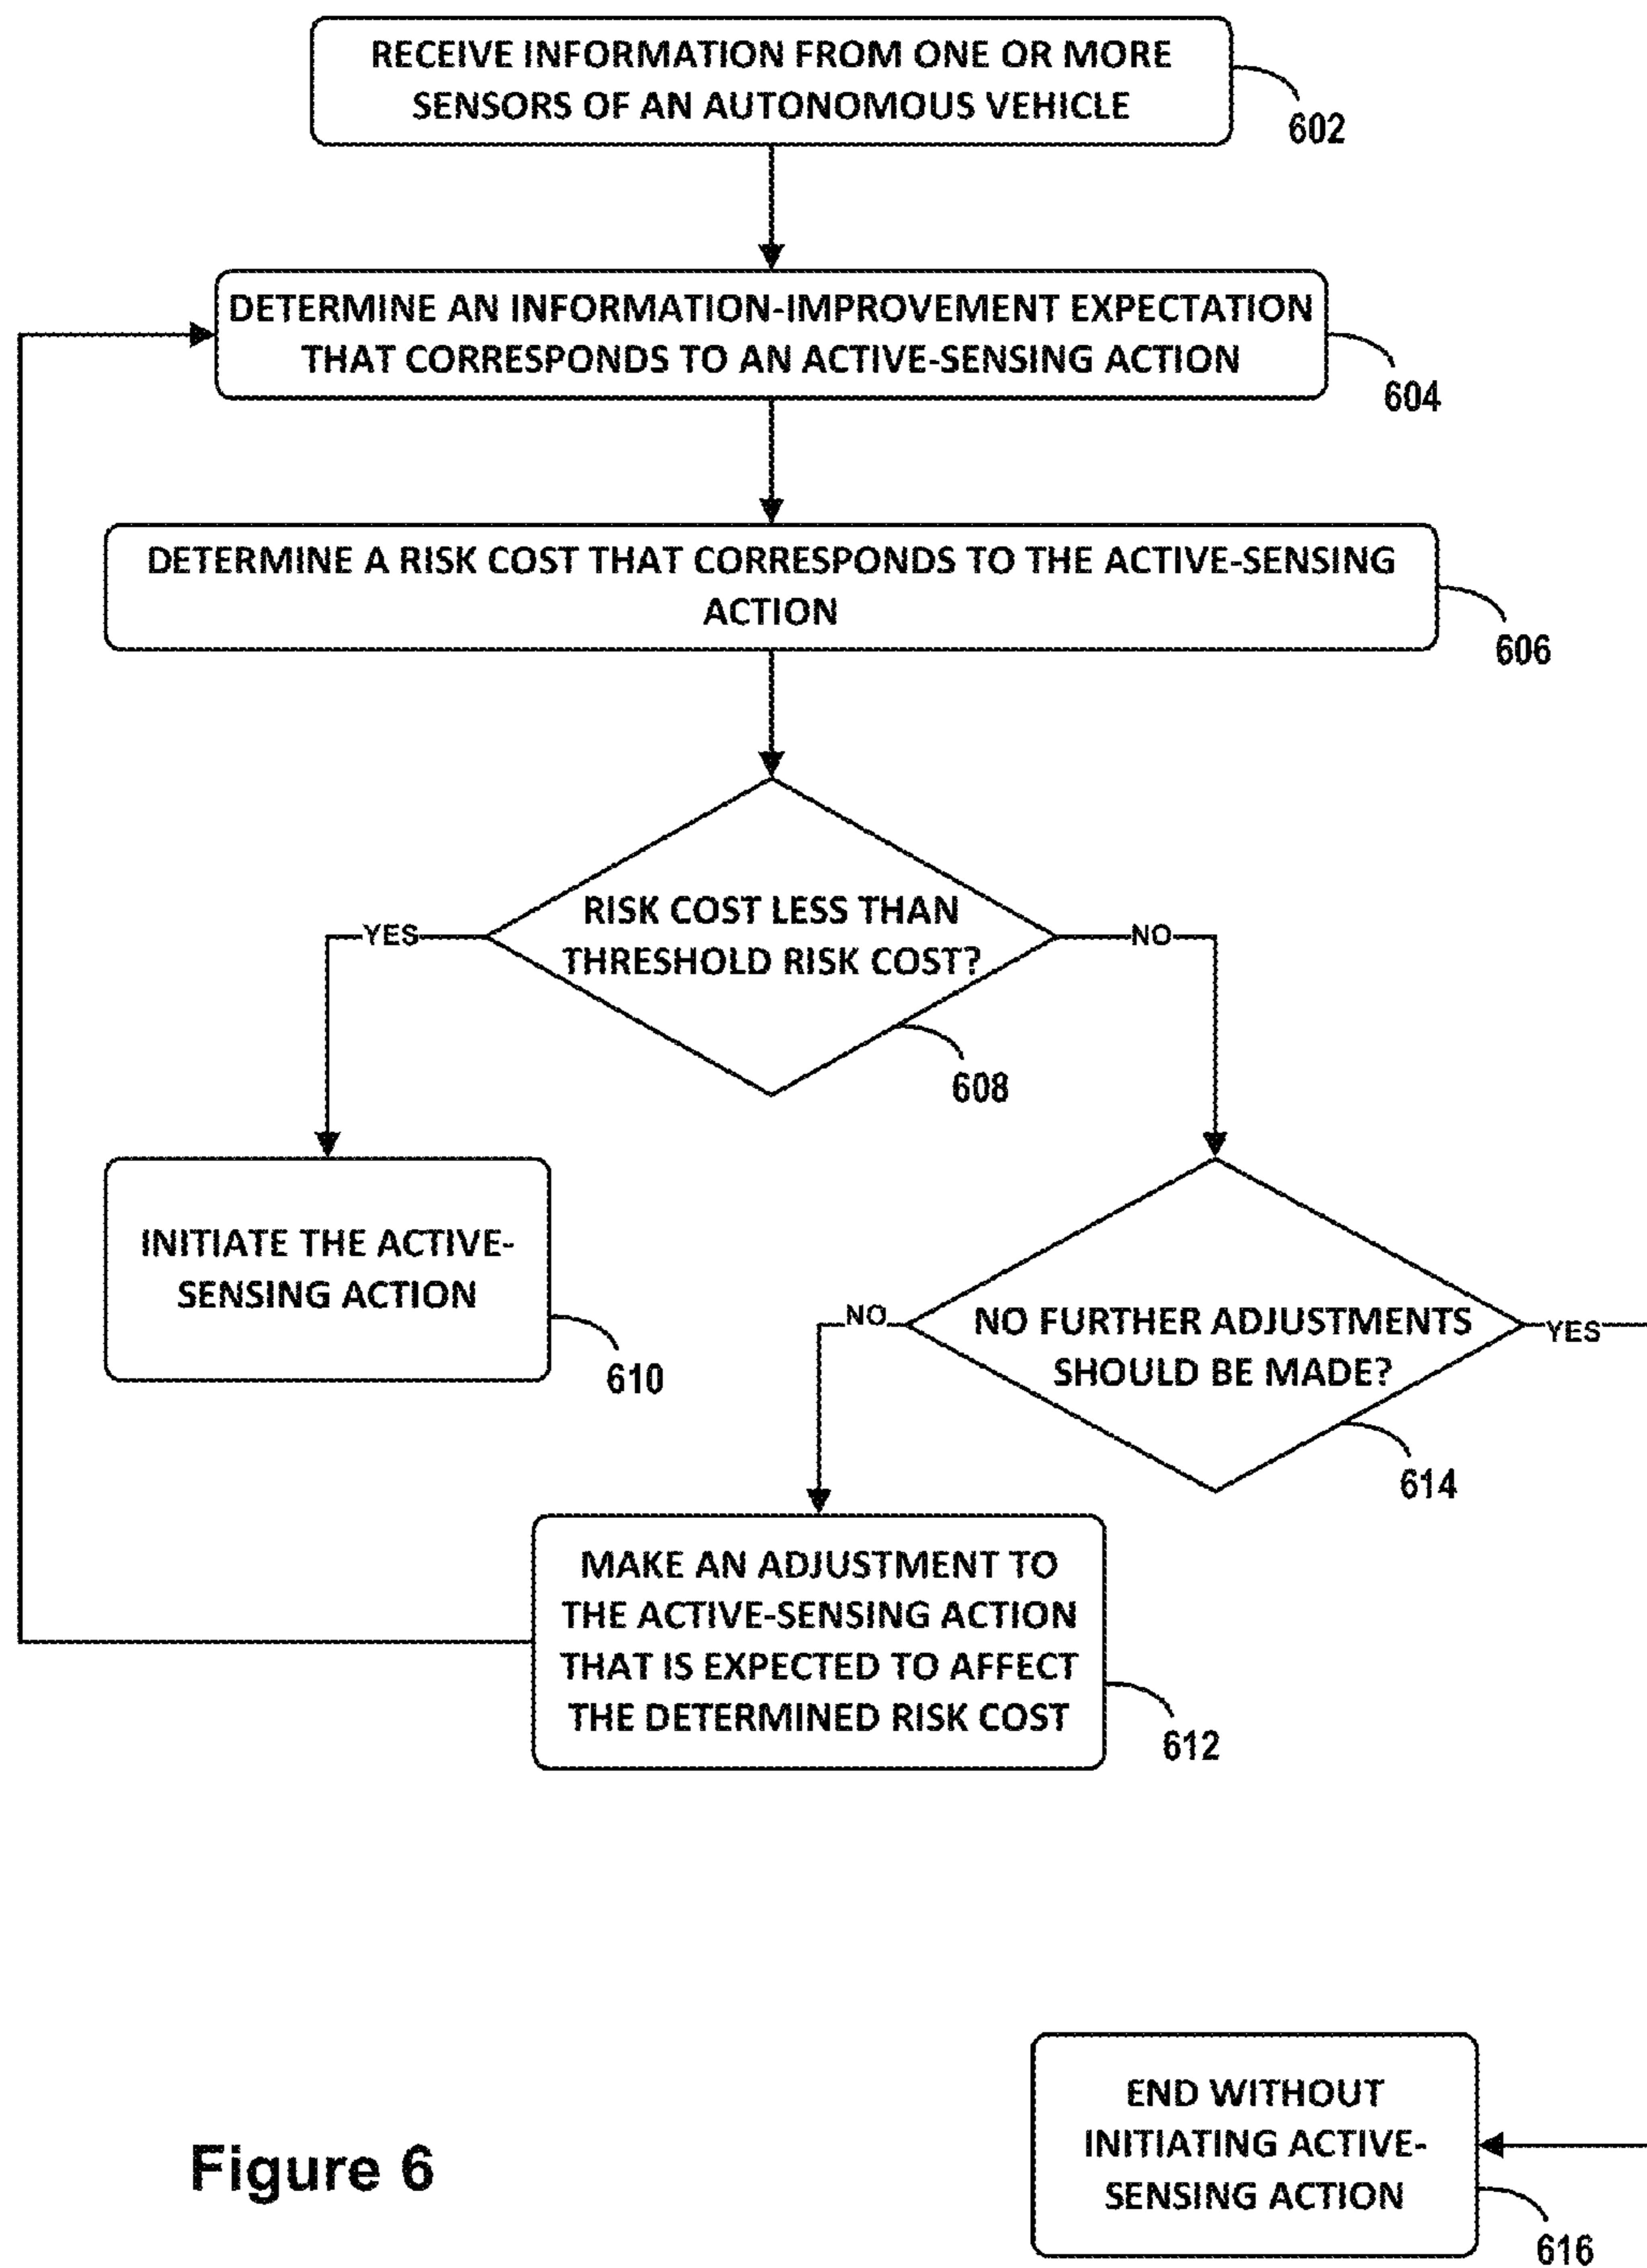 RECEIVE INFORMATION FROM ONE OR MORE
SENSORS OF AN AUTONOMOUS VEHICLE
602
DETERMINE AN INFORMATION-IMPROVEMENT EXPECTATION
THAT CORRESPONDS TO AN ACTIVE-SENSING ACTION
604
DETERMINE A RISK COST THAT CORRESPONDS TO THE ACTIVE-SENSING
ACTION
606
RISK COST LESS THAN
THRESHOLD RISK COST?
YES
NO
608
INITIATE THE ACTIVE-
SENSING ACTION
610
NO FURTHER ADJUSTMENTS
SHOULD BE MADE?
NO
YES
614
MAKE AN ADJUSTMENT TO
THE ACTIVE-SENSING ACTION
THAT IS EXPECTED TO AFFECT
THE DETERMINED RISK COST
612
END WITHOUT
INITIATING ACTIVE-
SENSING ACTION
616
Figure 6